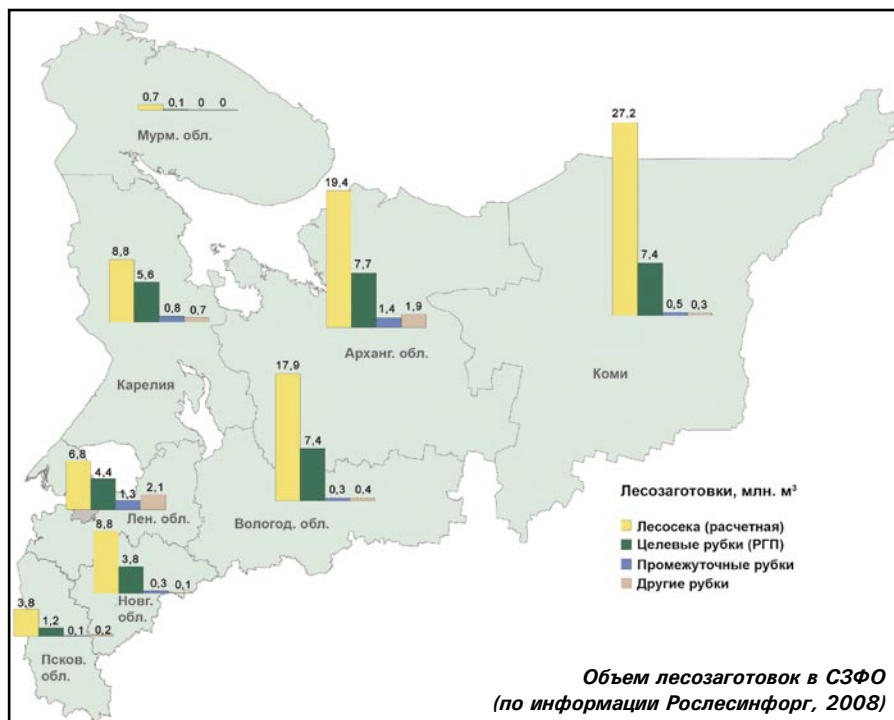 0,7 0,1 0 0
Мурм. обл.
27,2
7,4
0,5 0,3
Коми
19,4
7,7
1,4 1,9
Арханг. обл.
8,8
5,6
0,8 0,7
Карелия
17,9
7,4
0,3 0,4
Вологод. обл.
6,8
4,4
1,3 2,1
Лен. обл.
8,8
3,8
0,3 0,1
Новг.
обл.
3,8
1,2
0,1 0,2
Псков.
обл.
Лесозаготовки, млн. м³
Лесосека (расчетная)
Целевые рубки (РГП)
Промежуточные рубки
Другие рубки
Объем лесозаготовок в СЗФО
(по информации Рослесинфорг, 2008)